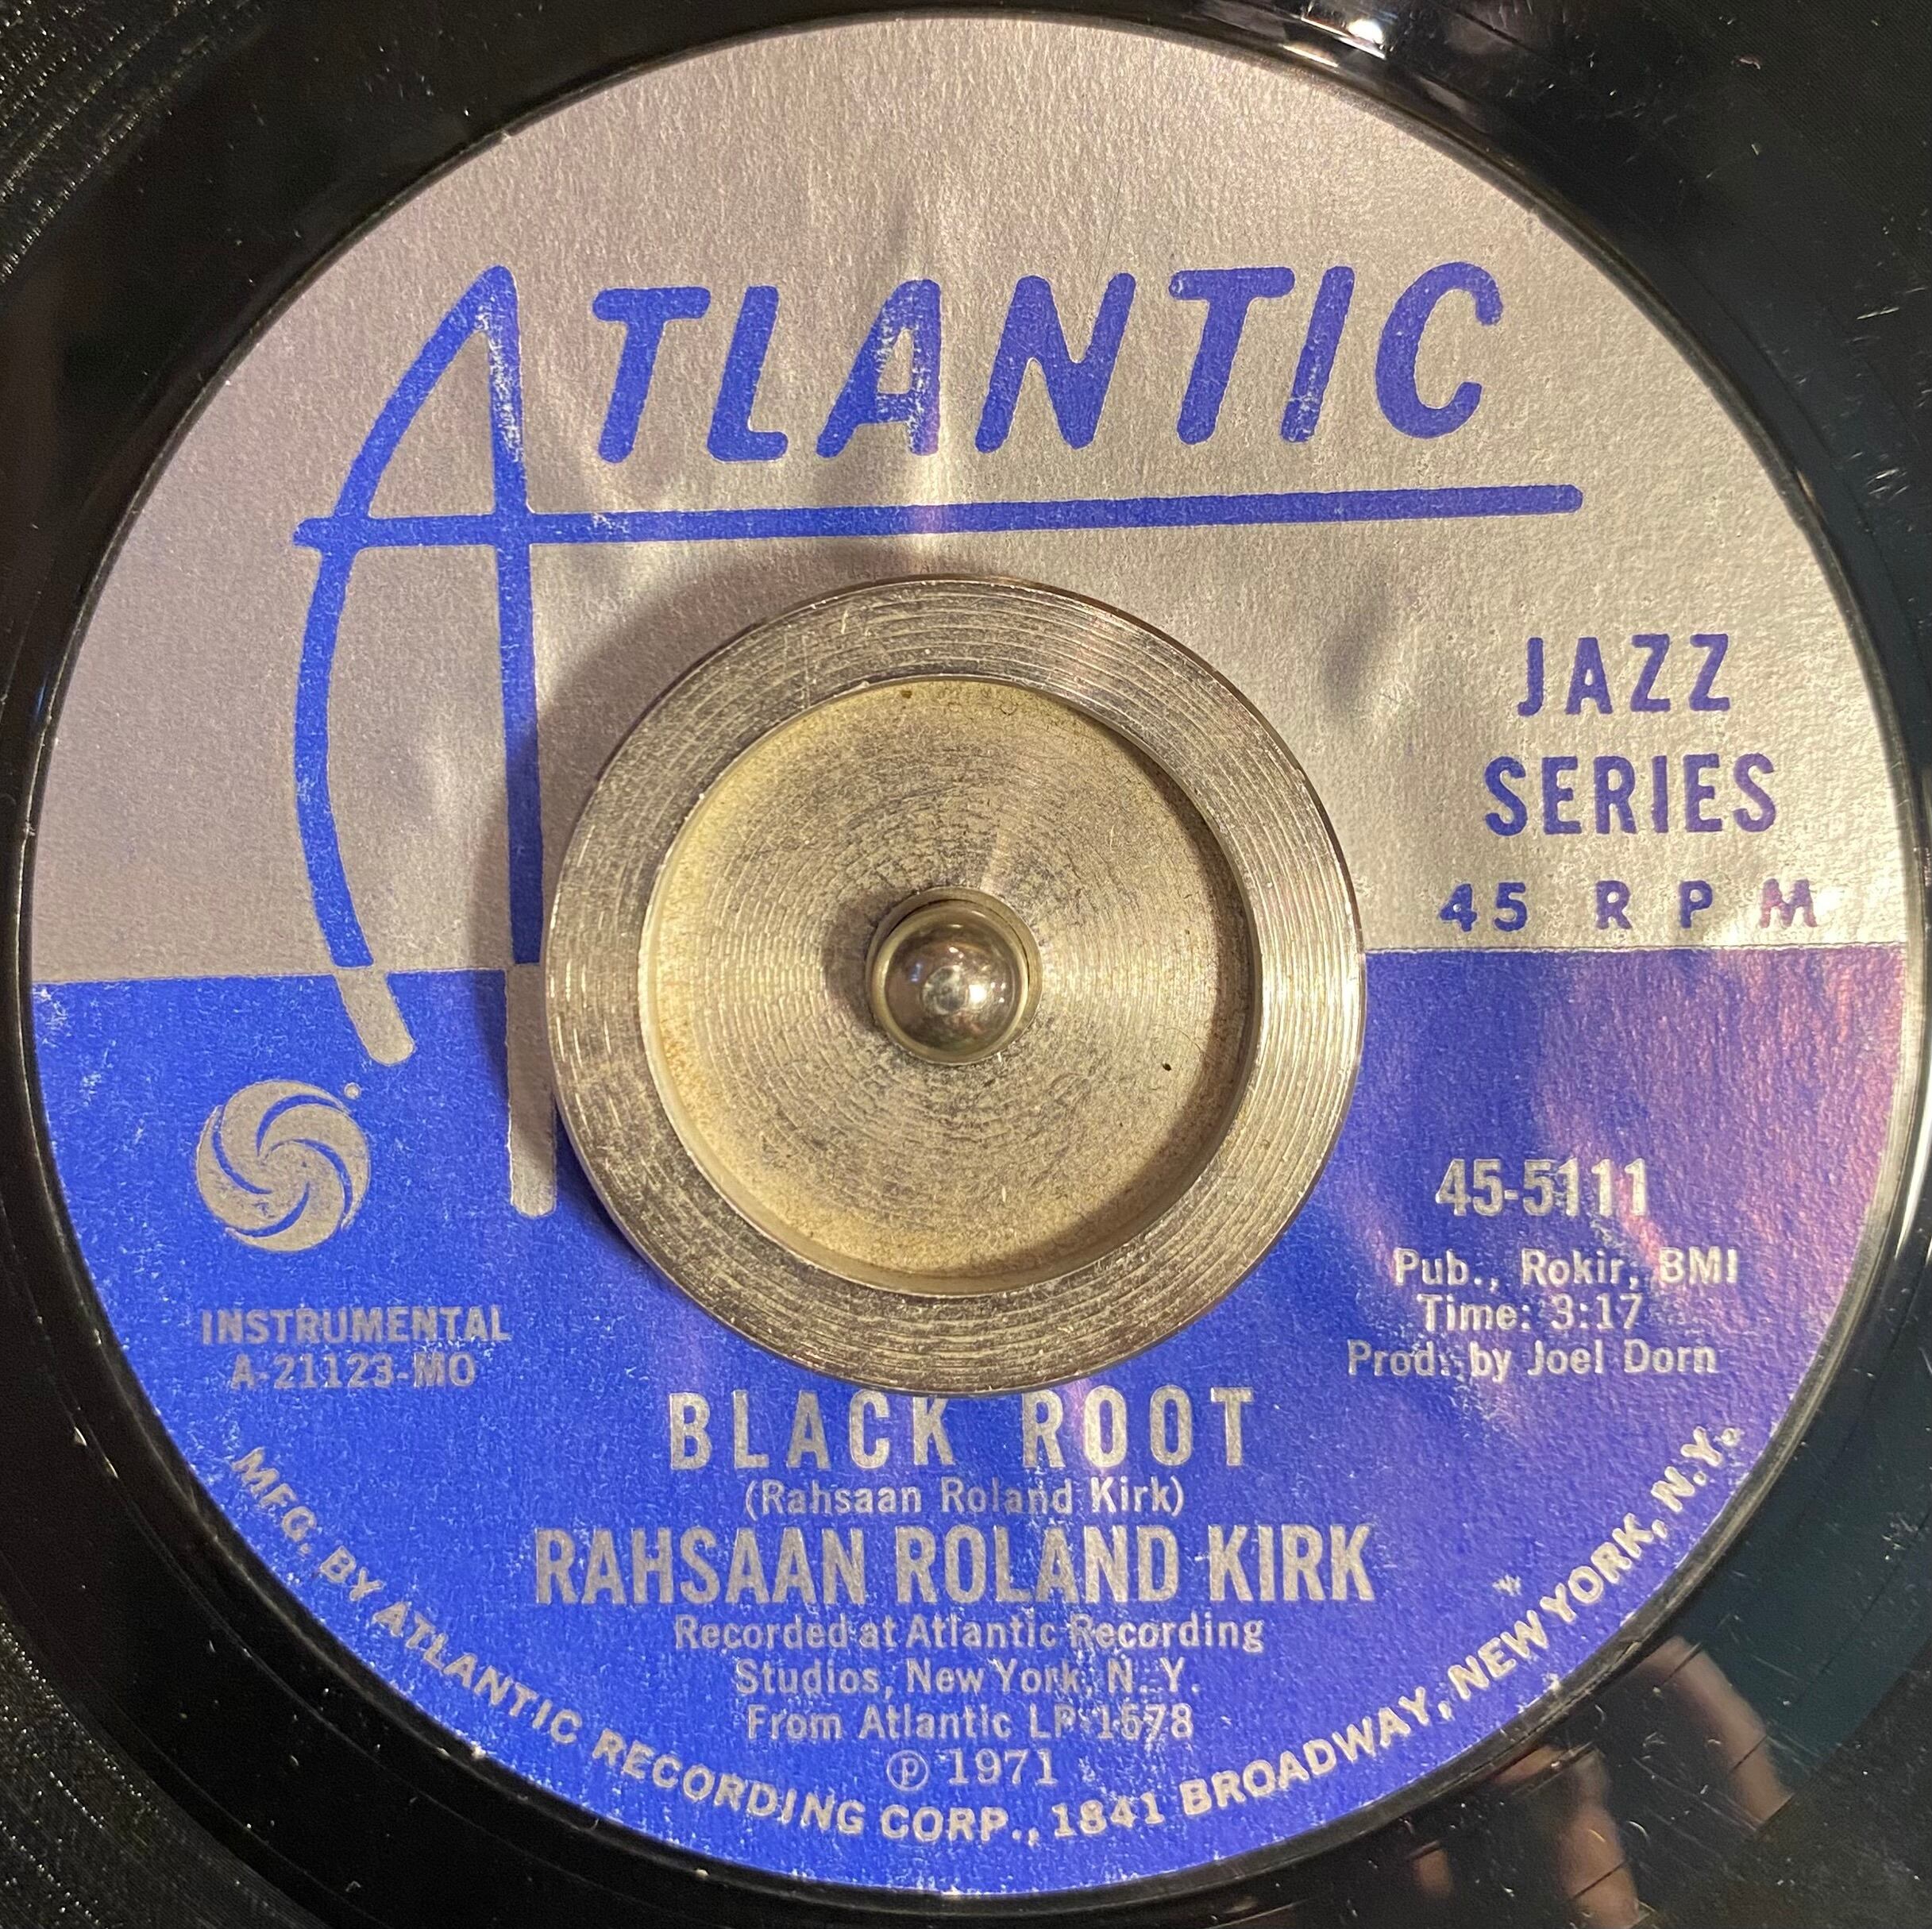 ATLANTIC
JAZZ
SERIES
45 RPM
45-5111
Pub., Rokir, BMI
Time: 3:17
Prod. by Joel Dorn
INSTRUMENTAL
A-21123-MO
BLACK ROOT
(Rahsaan Roland Kirk)
RAHSAAN ROLAND KIRK
Recorded at Atlantic Recording
Studios, New York, N. Y.
From Atlantic LP 1578
℗ 1971
MFG. BY ATLANTIC RECORDING CORP., 1841 BROADWAY, NEW YORK, N.Y.